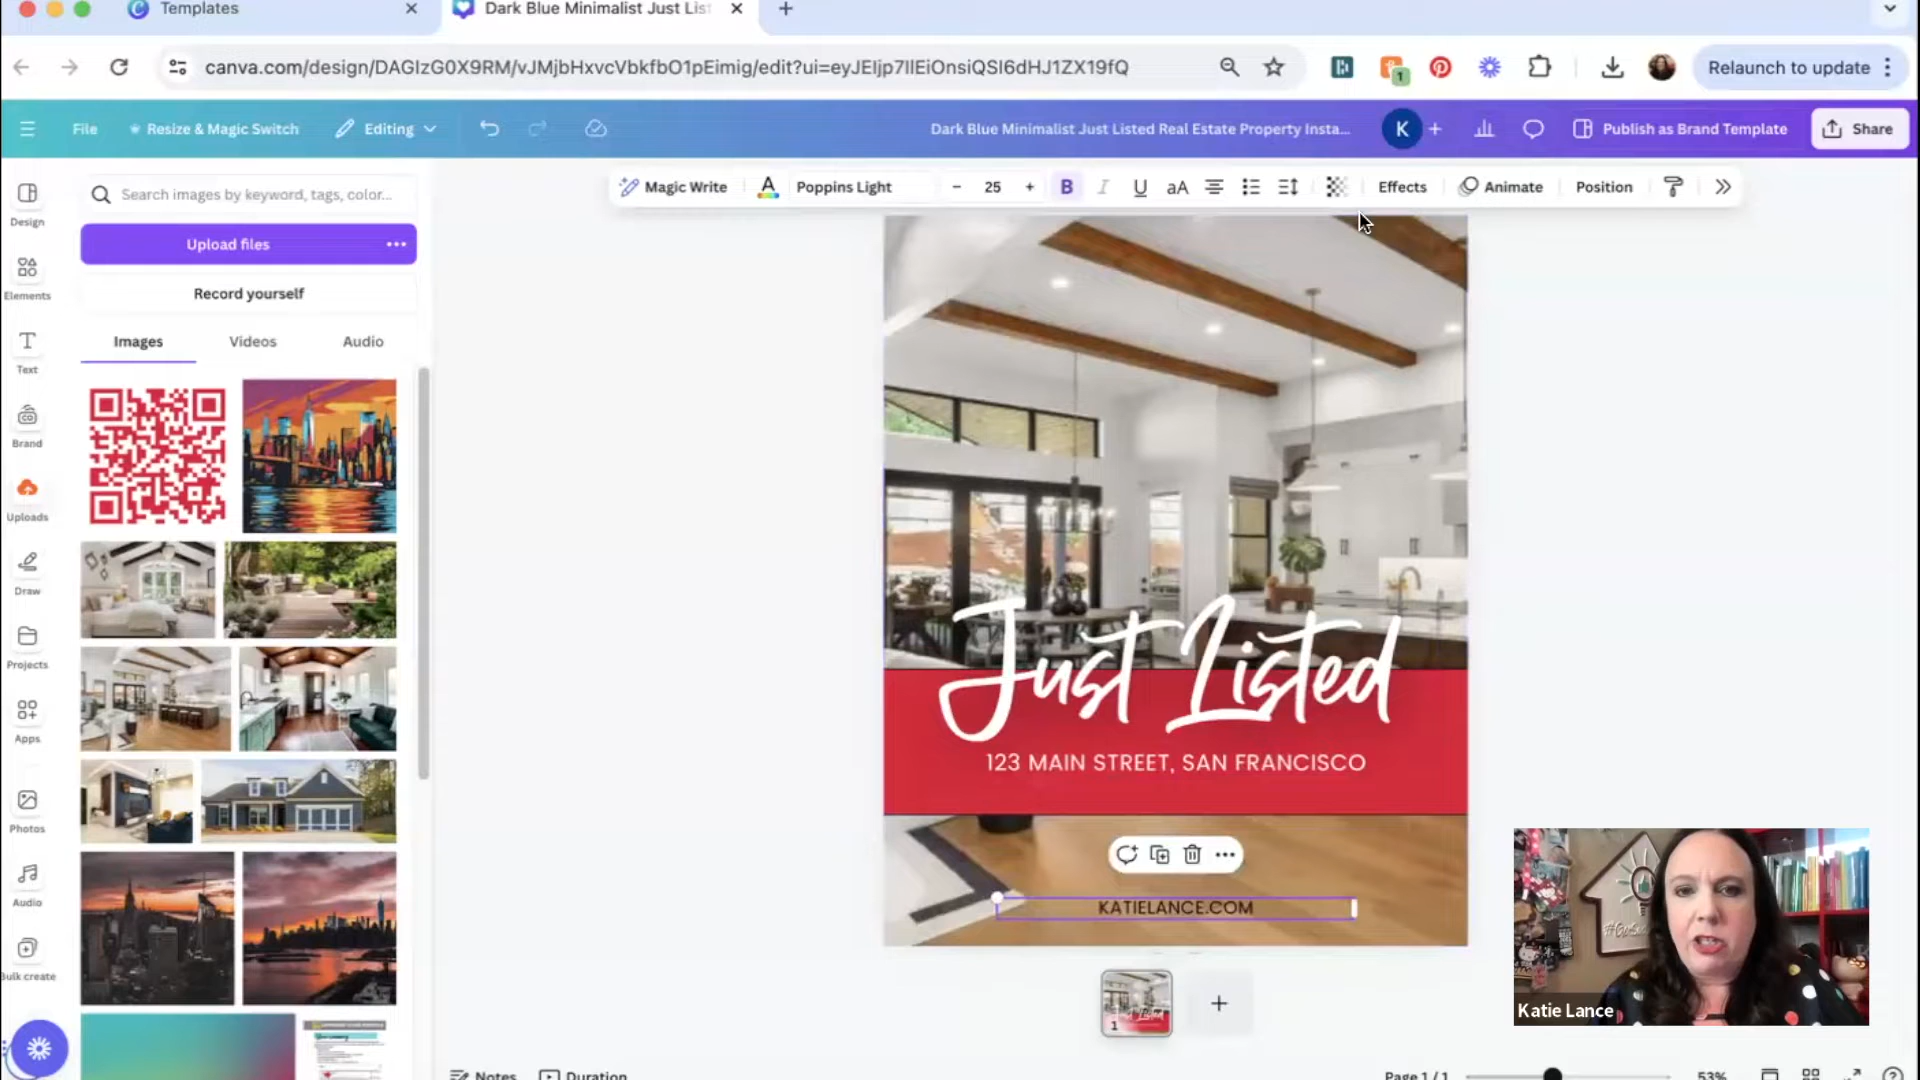 Templates
Dark Blue Minimalist Just List
canva.com/design/DAGIzG0X9RM/vJMjbHxvcVbkfbO1pEimig/edit?ui=eyJEIjp7IlEiOnsiQSI6dHJ1ZX19fQ
1
Relaunch to update
File
Resize & Magic Switch
Editing
Dark Blue Minimalist Just Listed Real Estate Property Insta...
K
Publish as Brand Template
Share
Magic Write
A
Poppins Light
25
B
I
U
aA
Effects
Animate
Position
Search images by keyword, tags, color...
Upload files
Record yourself
Images
Videos
Audio
Design
Elements
Text
Brand
Uploads
Draw
Projects
Apps
Photos
Audio
Bulk create
Just Listed
123 MAIN STREET, SAN FRANCISCO
KATIELANCE.COM
1
Katie Lance
Notes
Duration
Page 1 / 1
53%